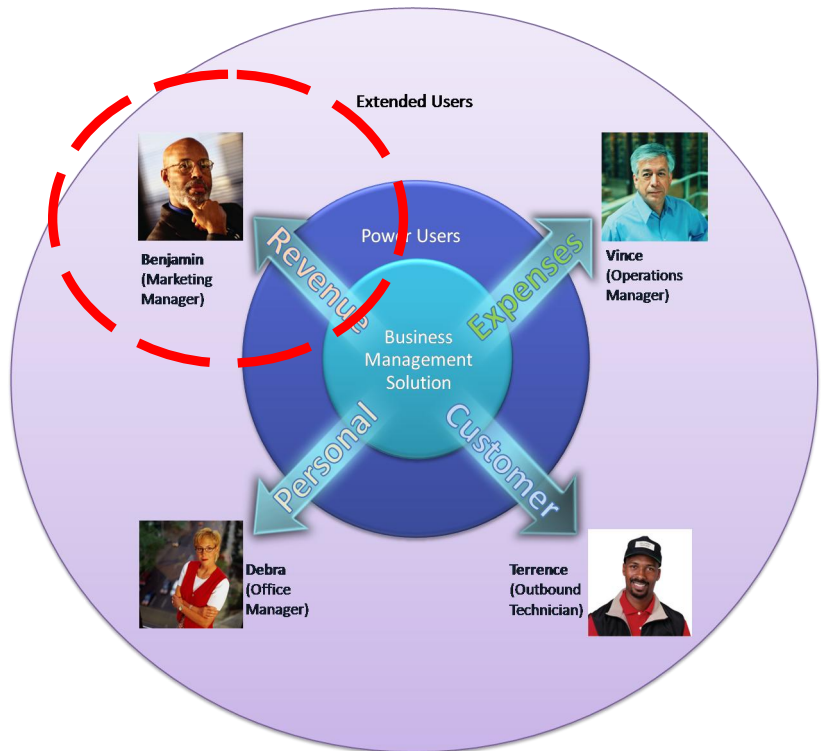 Extended Users
Power Users
Benjamin
(Marketing
Manager)
Revenue
Expenses
Vince
(Operations
Manager)
Business
Management
Solution
Personal
Customer
Debra
(Office
Manager)
Terrence
(Outbound
Technician)